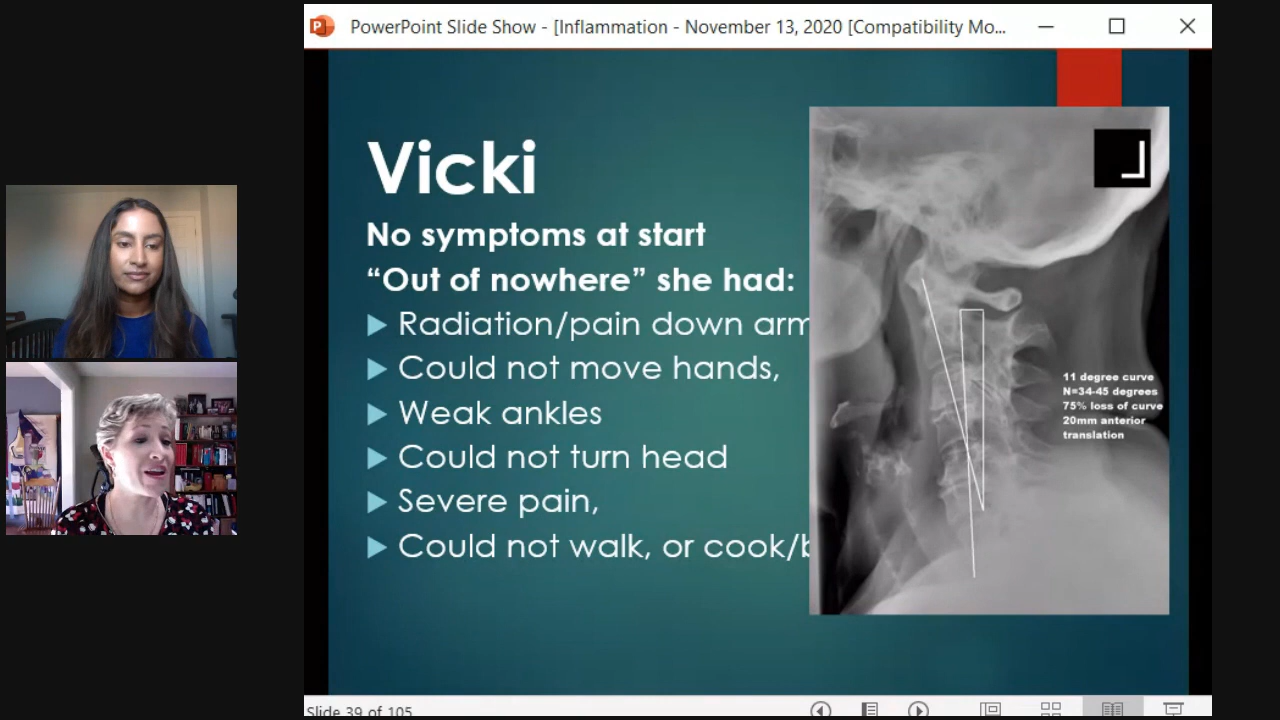 PowerPoint Slide Show - [Inflammation - November 13, 2020 [Compatibility Mo...
Vicki
No symptoms at start
“Out of nowhere” she had:
Radiation/pain down arm
Could not move hands,
Weak ankles
Could not turn head
Severe pain,
Could not walk, or cook/b
11 degree curve
N=34-45 degrees
75% loss of curve
20mm anterior
translation
Slide 39 of 105